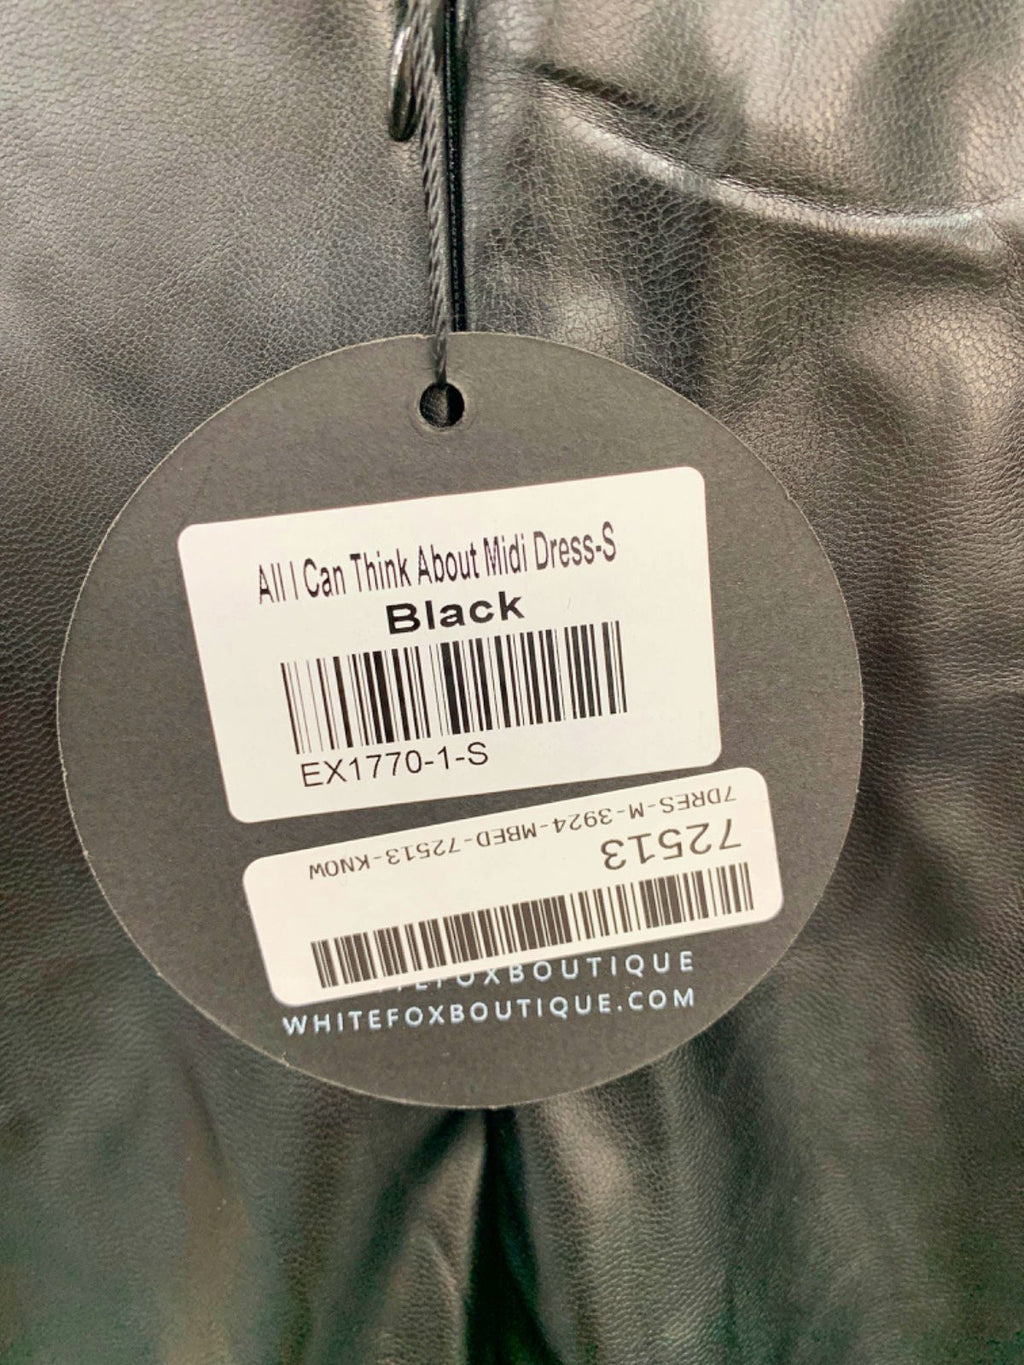 All I Can Think About Midi Dress-S
Black
EX1770-1-S
7DRES-M-3924-MBED-72513-KNOW
72513
WHITEFOXBOUTIQUE.COM